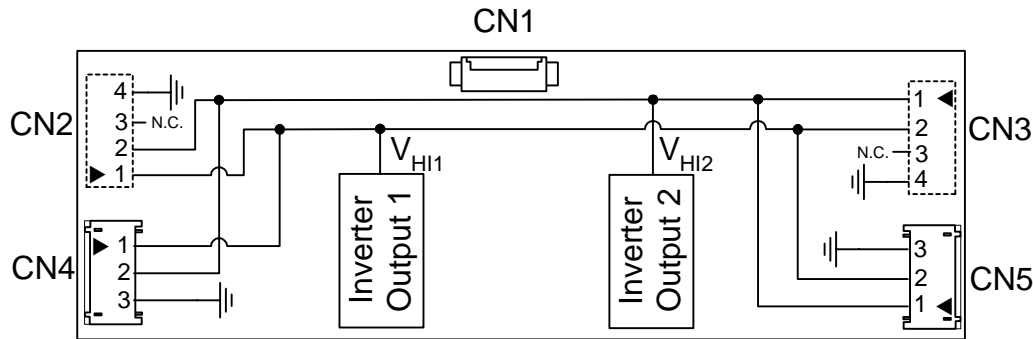 CN1
CN2
4
3 N.C.
2
1
CN3
1
2
N.C. 3
4
V HI1
V HI2
Inverter
Output 1
Inverter
Output 2
CN4
1
2
3
CN5
3
2
1